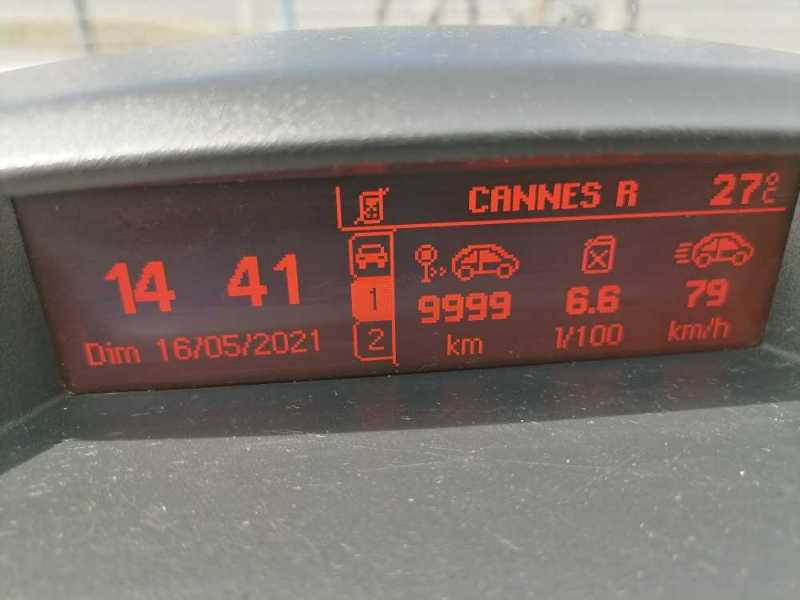 CANNES R 27°C
14 41
Dim 16/05/2021
1
2
9999 6.6 79
km l/100 km/h